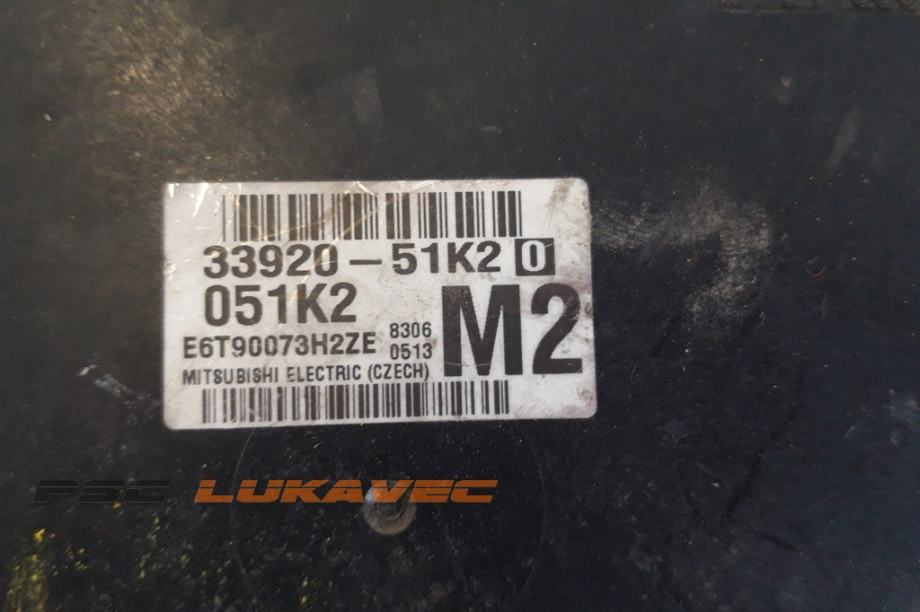 33920-51K2 0
051K2
M2
E6T90073H2ZE
8306
0513
MITSUBISHI ELECTRIC (CZECH)
PSC LUKAVEC